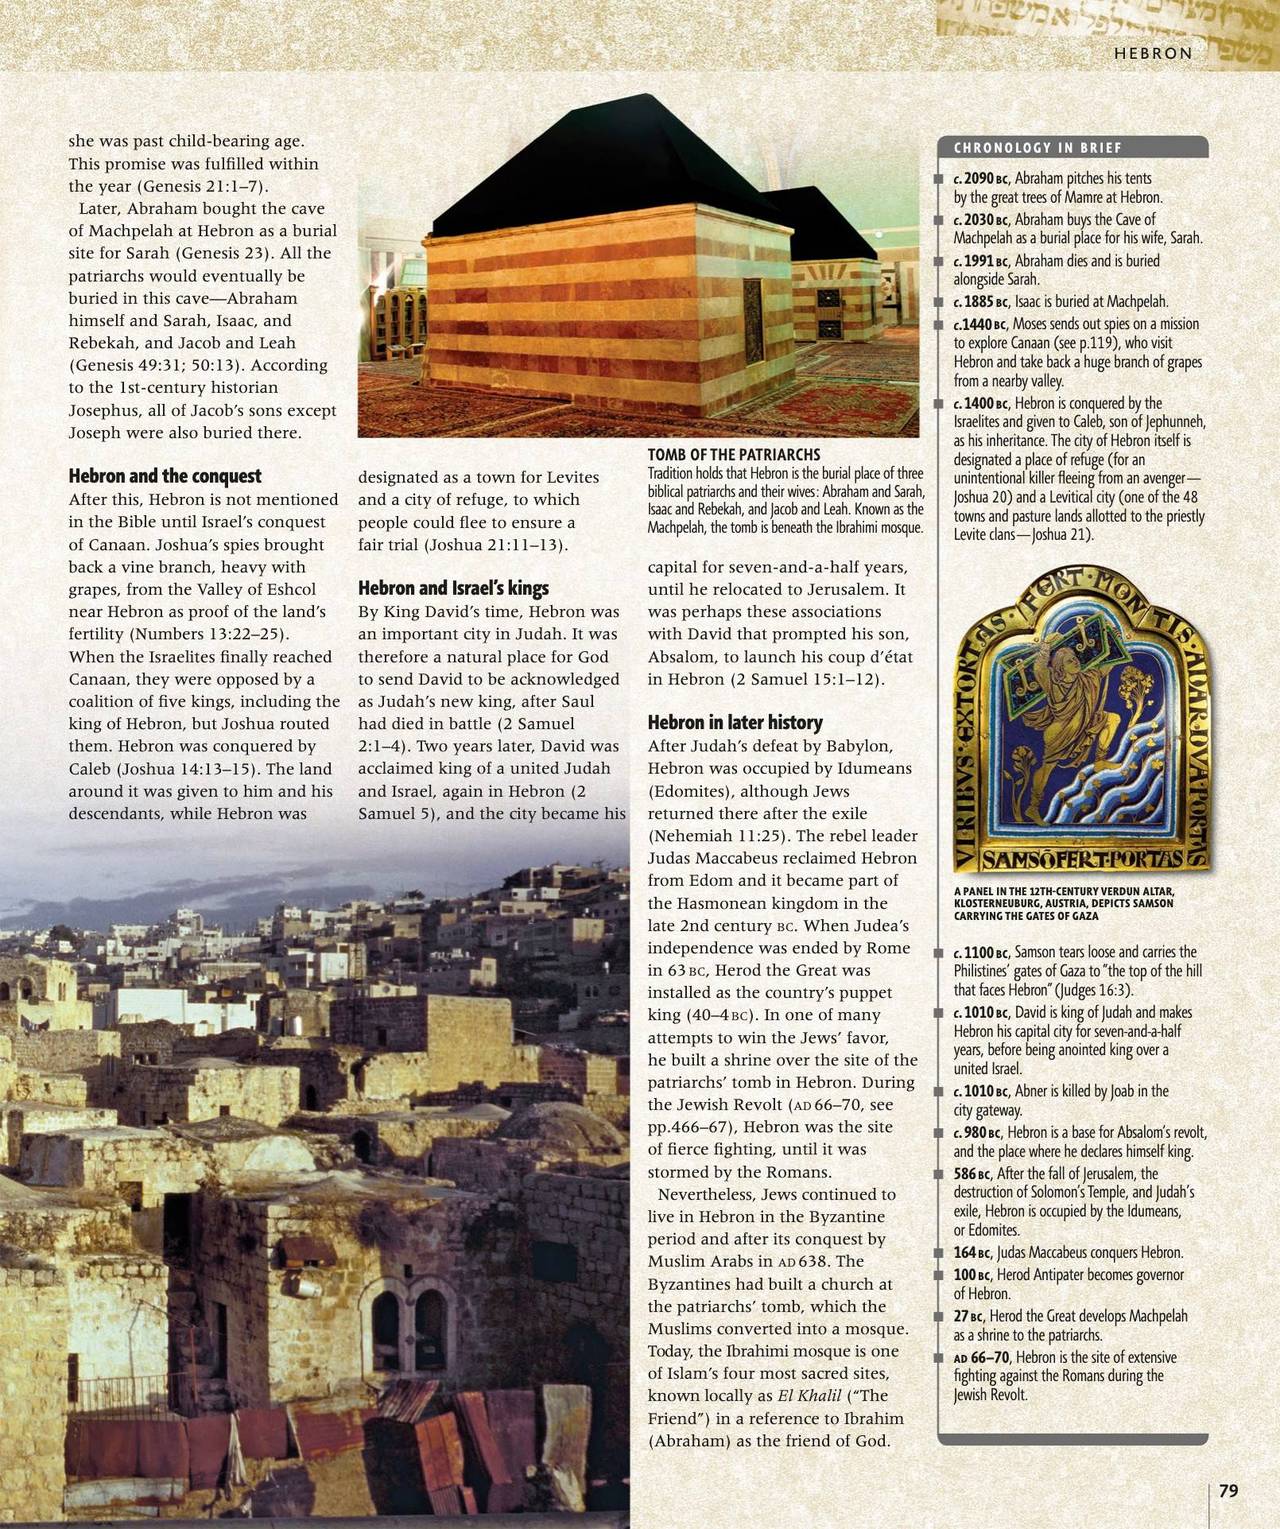 HEBRON
she was past child-bearing age.
This promise was fulfilled within
the year (Genesis 21:1–7).
Later, Abraham bought the cave
of Machpelah at Hebron as a burial
site for Sarah (Genesis 23). All the
patriarchs would eventually be
buried in this cave—Abraham
himself and Sarah, Isaac, and
Rebekah, and Jacob and Leah
(Genesis 49:31; 50:13). According
to the 1st-century historian
Josephus, all of Jacob's sons except
Joseph were also buried there.
Hebron and the conquest
After this, Hebron is not mentioned
in the Bible until Israel's conquest
of Canaan. Joshua's spies brought
back a vine branch, heavy with
grapes, from the Valley of Eshcol
near Hebron as proof of the land's
fertility (Numbers 13:22–25).
When the Israelites finally reached
Canaan, they were opposed by a
coalition of five kings, including the
king of Hebron, but Joshua routed
them. Hebron was conquered by
Caleb (Joshua 14:13–15). The land
around it was given to him and his
descendants, while Hebron was
designated as a town for Levites
and a city of refuge, to which
people could flee to ensure a
fair trial (Joshua 21:11–13).
Hebron and Israel's kings
By King David's time, Hebron was
an important city in Judah. It was
therefore a natural place for God
to send David to be acknowledged
as Judah's new king, after Saul
had died in battle (2 Samuel
2:1–4). Two years later, David was
acclaimed king of a united Judah
and Israel, again in Hebron (2
Samuel 5), and the city became his
TOMB OF THE PATRIARCHS
Tradition holds that Hebron is the burial place of three
biblical patriarchs and their wives: Abraham and Sarah,
Isaac and Rebekah, and Jacob and Leah. Known as the
Machpelah, the tomb is beneath the Ibrahimi mosque.
capital for seven-and-a-half years,
until he relocated to Jerusalem. It
was perhaps these associations
with David that prompted his son,
Absalom, to launch his coup d'état
in Hebron (2 Samuel 15:1–12).
Hebron in later history
After Judah's defeat by Babylon,
Hebron was occupied by Idumeans
(Edomites), although Jews
returned there after the exile
(Nehemiah 11:25). The rebel leader
Judas Maccabeus reclaimed Hebron
from Edom and it became part of
the Hasmonean kingdom in the
late 2nd century BC. When Judea's
independence was ended by Rome
in 63 BC, Herod the Great was
installed as the country's puppet
king (40–4 BC). In one of many
attempts to win the Jews' favor,
he built a shrine over the site of the
patriarchs' tomb in Hebron. During
the Jewish Revolt (AD 66–70, see
pp.466–67), Hebron was the site
of fierce fighting, until it was
stormed by the Romans.
Nevertheless, Jews continued to
live in Hebron in the Byzantine
period and after its conquest by
Muslim Arabs in AD 638. The
Byzantines had built a church at
the patriarchs' tomb, which the
Muslims converted into a mosque.
Today, the Ibrahimi mosque is one
of Islam's four most sacred sites,
known locally as El Khalil ("The
Friend") in a reference to Ibrahim
(Abraham) as the friend of God.
CHRONOLOGY IN BRIEF
c. 2090 BC, Abraham pitches his tents
by the great trees of Mamre at Hebron.
c. 2030 BC, Abraham buys the Cave of
Machpelah as a burial place for his wife, Sarah.
c. 1991 BC, Abraham dies and is buried
alongside Sarah.
c. 1885 BC, Isaac is buried at Machpelah.
c.1440 BC, Moses sends out spies on a mission
to explore Canaan (see p.119), who visit
Hebron and take back a huge branch of grapes
from a nearby valley.
c. 1400 BC, Hebron is conquered by the
Israelites and given to Caleb, son of Jephunneh,
as his inheritance. The city of Hebron itself is
designated a place of refuge (for an
unintentional killer fleeing from an avenger—
Joshua 20) and a Levitical city (one of the 48
towns and pasture lands allotted to the priestly
Levite clans—Joshua 21).
VIRIBVS·EXTORTAS·FERT·MONTIS·ADAR·DVA·PORTAS
SAMSŌ FERT·PORTAS
A PANEL IN THE 12TH-CENTURY VERDUN ALTAR,
KLOSTERNEUBURG, AUSTRIA, DEPICTS SAMSON
CARRYING THE GATES OF GAZA
c. 1100 BC, Samson tears loose and carries the
Philistines' gates of Gaza to "the top of the hill
that faces Hebron" (Judges 16:3).
c. 1010 BC, David is king of Judah and makes
Hebron his capital city for seven-and-a-half
years, before being anointed king over a
united Israel.
c. 1010 BC, Abner is killed by Joab in the
city gateway.
c. 980 BC, Hebron is a base for Absalom's revolt,
and the place where he declares himself king.
586 BC, After the fall of Jerusalem, the
destruction of Solomon's Temple, and Judah's
exile, Hebron is occupied by the Idumeans,
or Edomites.
164 BC, Judas Maccabeus conquers Hebron.
100 BC, Herod Antipater becomes governor
of Hebron.
27 BC, Herod the Great develops Machpelah
as a shrine to the patriarchs.
AD 66–70, Hebron is the site of extensive
fighting against the Romans during the
Jewish Revolt.
79